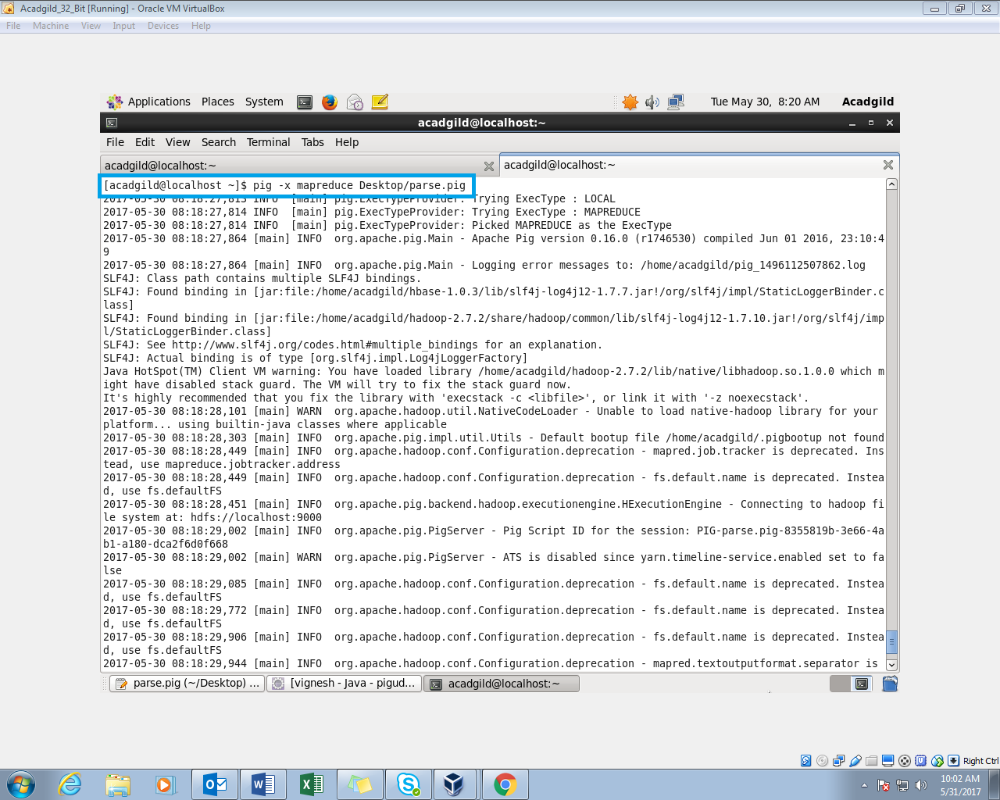 Acadgild_32_Bit [Running] - Oracle VM VirtualBox
File Machine View Input Devices Help
Applications Places System Tue May 30, 8:20 AM Acadgild
acadgild@localhost:~
File Edit View Search Terminal Tabs Help
acadgild@localhost:~ acadgild@localhost:~
[acadgild@localhost ~]$ pig -x mapreduce Desktop/parse.pig
2017-05-30 08:18:27,813 INFO  [main] pig.ExecTypeProvider: Trying ExecType : LOCAL
2017-05-30 08:18:27,814 INFO  [main] pig.ExecTypeProvider: Trying ExecType : MAPREDUCE
2017-05-30 08:18:27,814 INFO  [main] pig.ExecTypeProvider: Picked MAPREDUCE as the ExecType
2017-05-30 08:18:27,864 [main] INFO  org.apache.pig.Main - Apache Pig version 0.16.0 (r1746530) compiled Jun 01 2016, 23:10:4
9
2017-05-30 08:18:27,864 [main] INFO  org.apache.pig.Main - Logging error messages to: /home/acadgild/pig_1496112507862.log
SLF4J: Class path contains multiple SLF4J bindings.
SLF4J: Found binding in [jar:file:/home/acadgild/hbase-1.0.3/lib/slf4j-log4j12-1.7.7.jar!/org/slf4j/impl/StaticLoggerBinder.c
lass]
SLF4J: Found binding in [jar:file:/home/acadgild/hadoop-2.7.2/share/hadoop/common/lib/slf4j-log4j12-1.7.10.jar!/org/slf4j/imp
l/StaticLoggerBinder.class]
SLF4J: See http://www.slf4j.org/codes.html#multiple_bindings for an explanation.
SLF4J: Actual binding is of type [org.slf4j.impl.Log4jLoggerFactory]
Java HotSpot(TM) Client VM warning: You have loaded library /home/acadgild/hadoop-2.7.2/lib/native/libhadoop.so.1.0.0 which m
ight have disabled stack guard. The VM will try to fix the stack guard now.
It's highly recommended that you fix the library with 'execstack -c <libfile>', or link it with '-z noexecstack'.
2017-05-30 08:18:28,101 [main] WARN  org.apache.hadoop.util.NativeCodeLoader - Unable to load native-hadoop library for your
platform... using builtin-java classes where applicable
2017-05-30 08:18:28,303 [main] INFO  org.apache.pig.impl.util.Utils - Default bootup file /home/acadgild/.pigbootup not found
2017-05-30 08:18:28,449 [main] INFO  org.apache.hadoop.conf.Configuration.deprecation - mapred.job.tracker is deprecated. Ins
tead, use mapreduce.jobtracker.address
2017-05-30 08:18:28,449 [main] INFO  org.apache.hadoop.conf.Configuration.deprecation - fs.default.name is deprecated. Instea
d, use fs.defaultFS
2017-05-30 08:18:28,451 [main] INFO  org.apache.pig.backend.hadoop.executionengine.HExecutionEngine - Connecting to hadoop fi
le system at: hdfs://localhost:9000
2017-05-30 08:18:29,002 [main] INFO  org.apache.pig.PigServer - Pig Script ID for the session: PIG-parse.pig-8355819b-3e66-4a
b1-a180-dca2f6d0f668
2017-05-30 08:18:29,002 [main] WARN  org.apache.pig.PigServer - ATS is disabled since yarn.timeline-service.enabled set to fa
lse
2017-05-30 08:18:29,085 [main] INFO  org.apache.hadoop.conf.Configuration.deprecation - fs.default.name is deprecated. Instea
d, use fs.defaultFS
2017-05-30 08:18:29,772 [main] INFO  org.apache.hadoop.conf.Configuration.deprecation - fs.default.name is deprecated. Instea
d, use fs.defaultFS
2017-05-30 08:18:29,906 [main] INFO  org.apache.hadoop.conf.Configuration.deprecation - fs.default.name is deprecated. Instea
d, use fs.defaultFS
2017-05-30 08:18:29,944 [main] INFO  org.apache.hadoop.conf.Configuration.deprecation - mapred.textoutputformat.separator is
parse.pig (~/Desktop) ... [vignesh - Java - pigud... acadgild@localhost:~
Right Ctrl
10:02 AM
5/31/2017